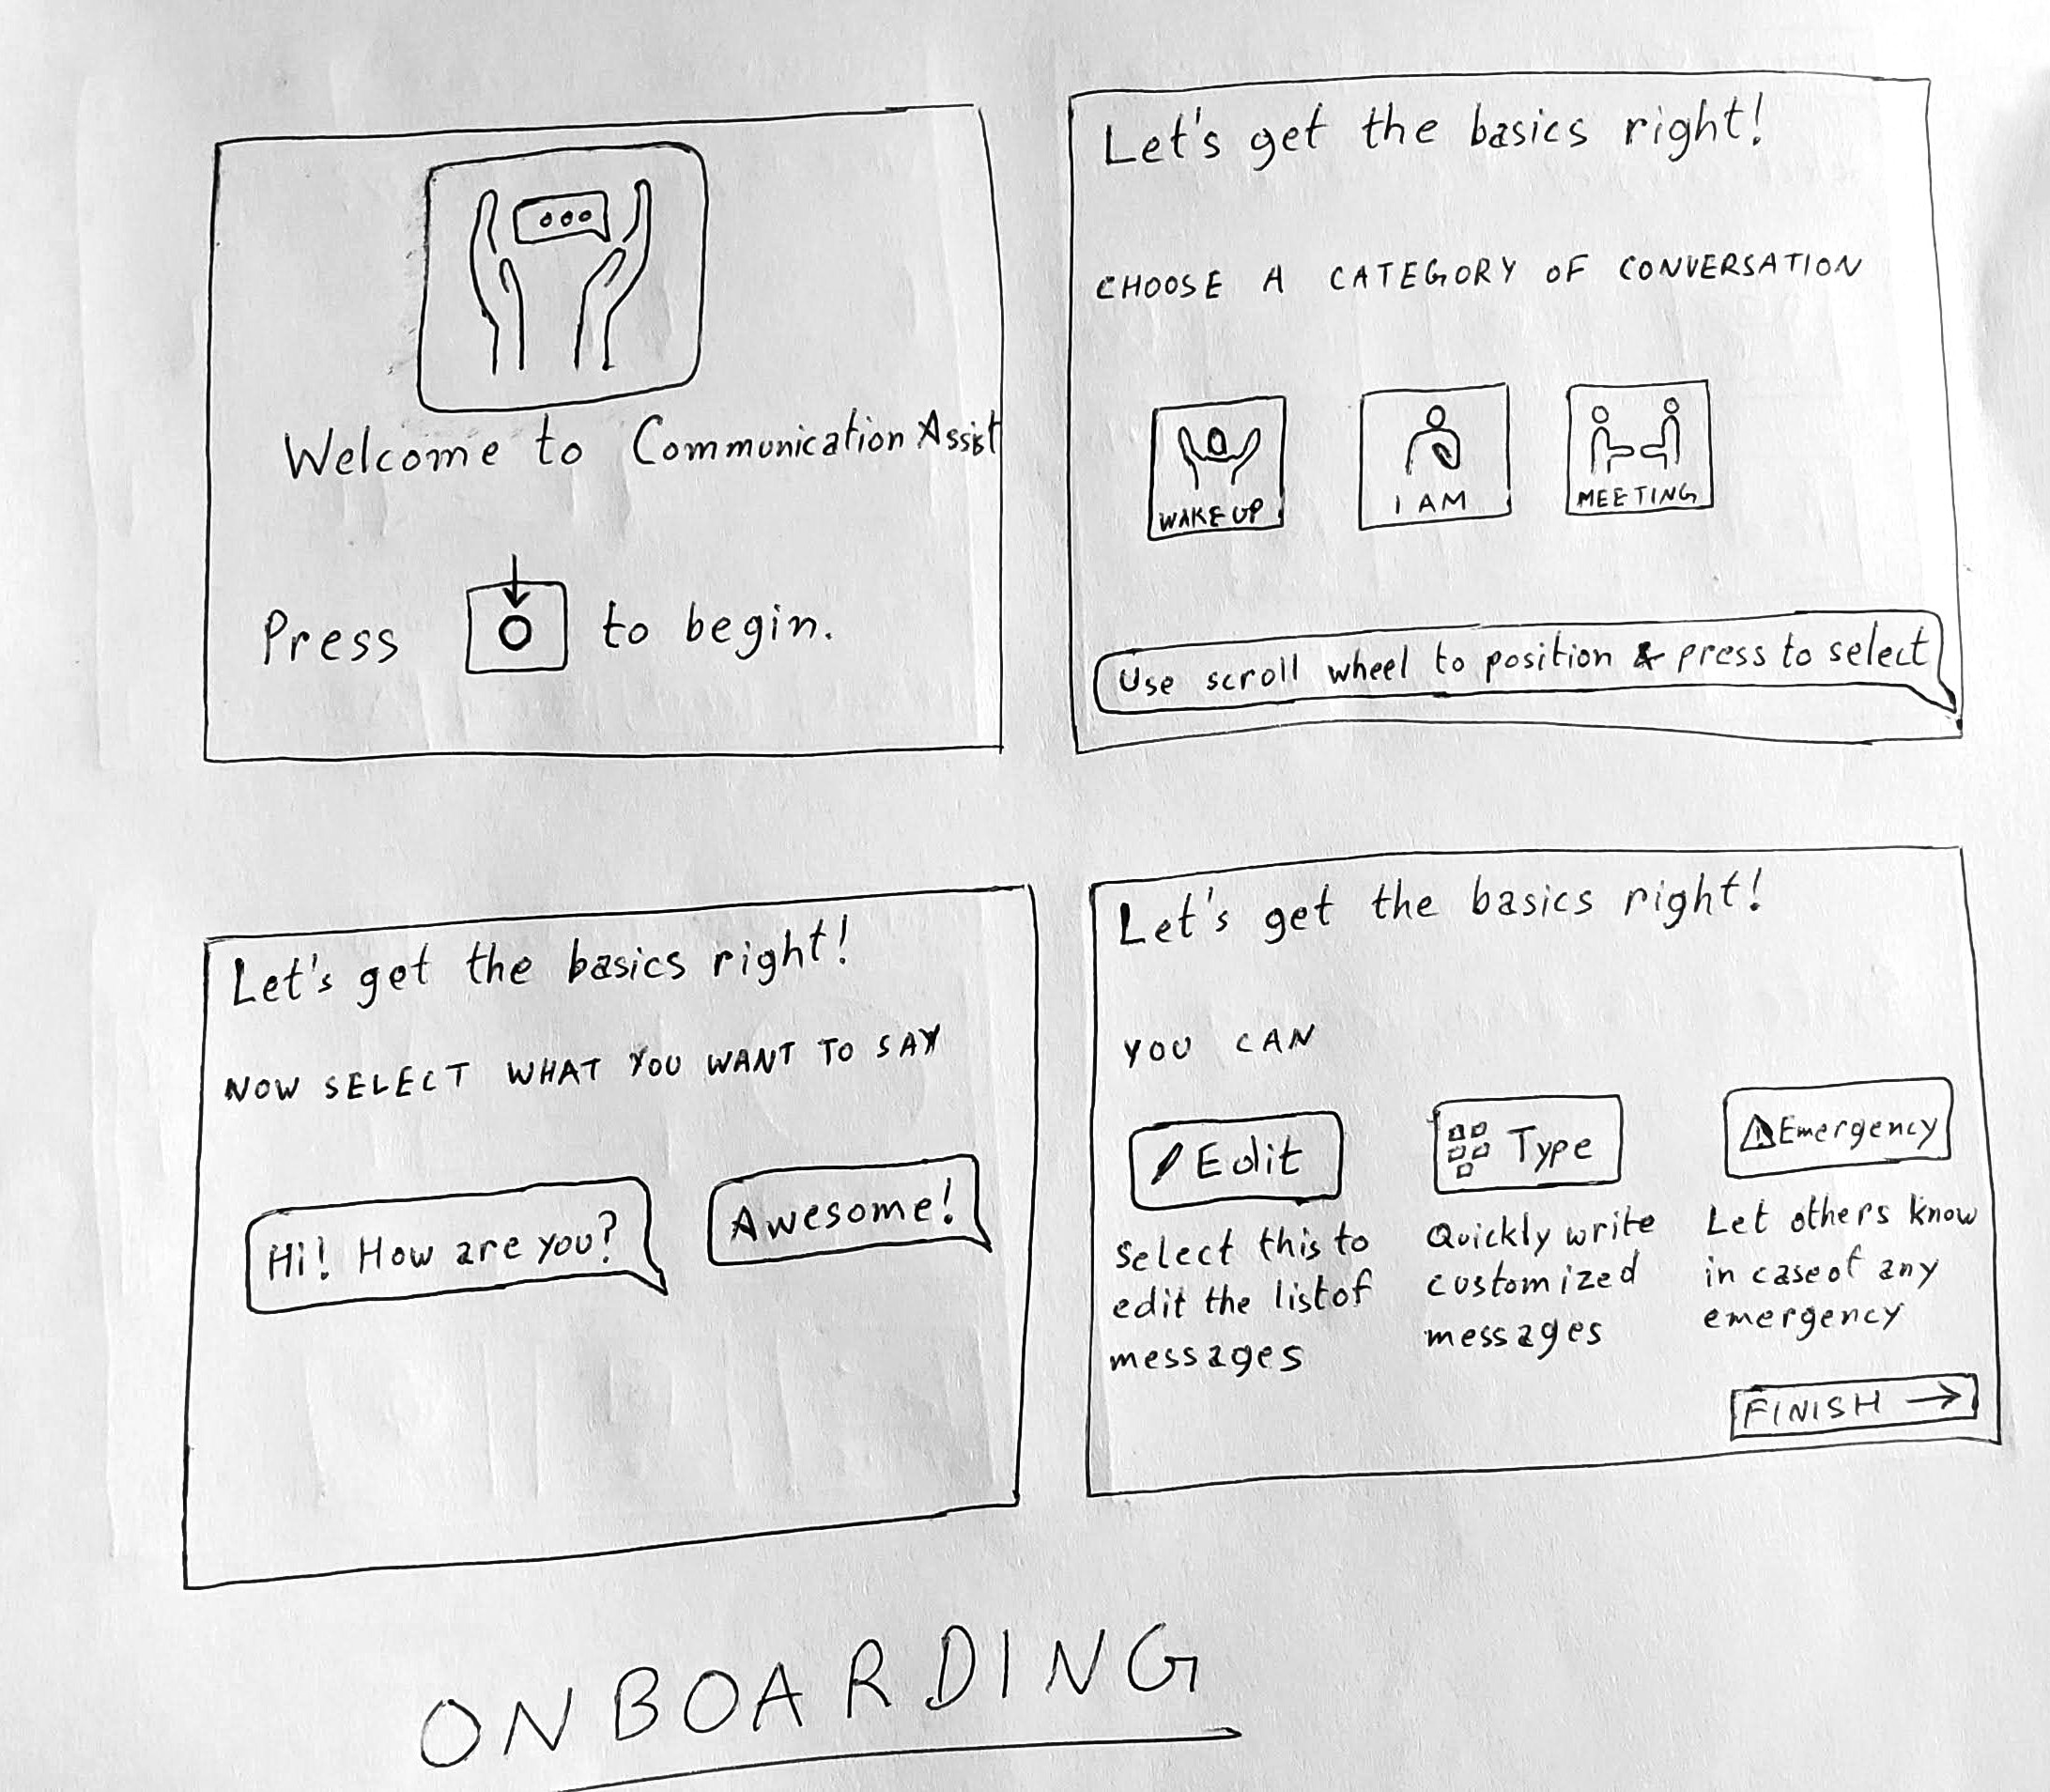 Welcome to Communication Assist
Press to begin.
Let's get the basics right!
CHOOSE A CATEGORY OF CONVERSATION
WAKE UP
I AM
MEETING
Use scroll wheel to position & press to select
Let's get the basics right!
NOW SELECT WHAT YOU WANT TO SAY
Hi! How are you?
Awesome!
Let's get the basics right!
YOU CAN
Edit
Select this to
edit the list of
messages
Type
Quickly write
customized
messages
Emergency
Let others know
in case of any
emergency
FINISH →
ONBOARDING